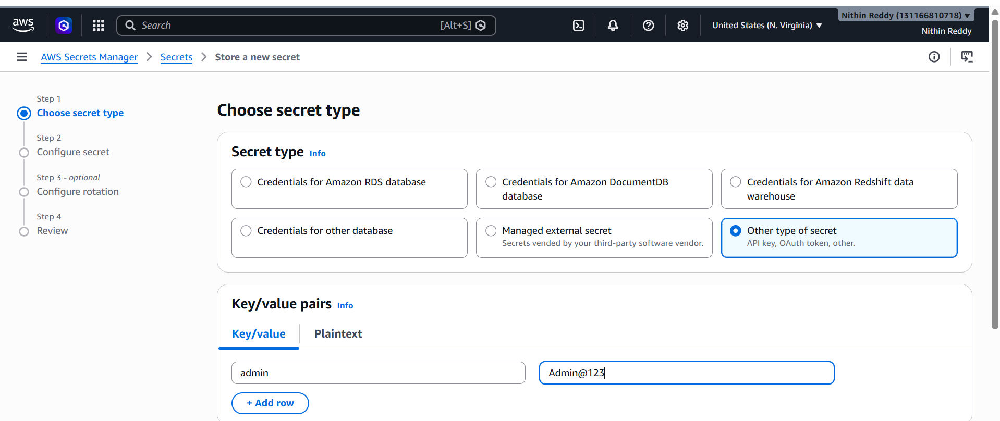 aws
Search [Alt+S]
United States (N. Virginia) ▼
Nithin Reddy (131166810718) ▼
Nithin Reddy
AWS Secrets Manager > Secrets > Store a new secret
Step 1
Choose secret type
Step 2
Configure secret
Step 3 - optional
Configure rotation
Step 4
Review
Choose secret type
Secret type Info
Credentials for Amazon RDS database
Credentials for Amazon DocumentDB
database
Credentials for Amazon Redshift data
warehouse
Credentials for other database
Managed external secret
Secrets vended by your third-party software vendor.
Other type of secret
API key, OAuth token, other.
Key/value pairs Info
Key/value Plaintext
admin Admin@123
+ Add row